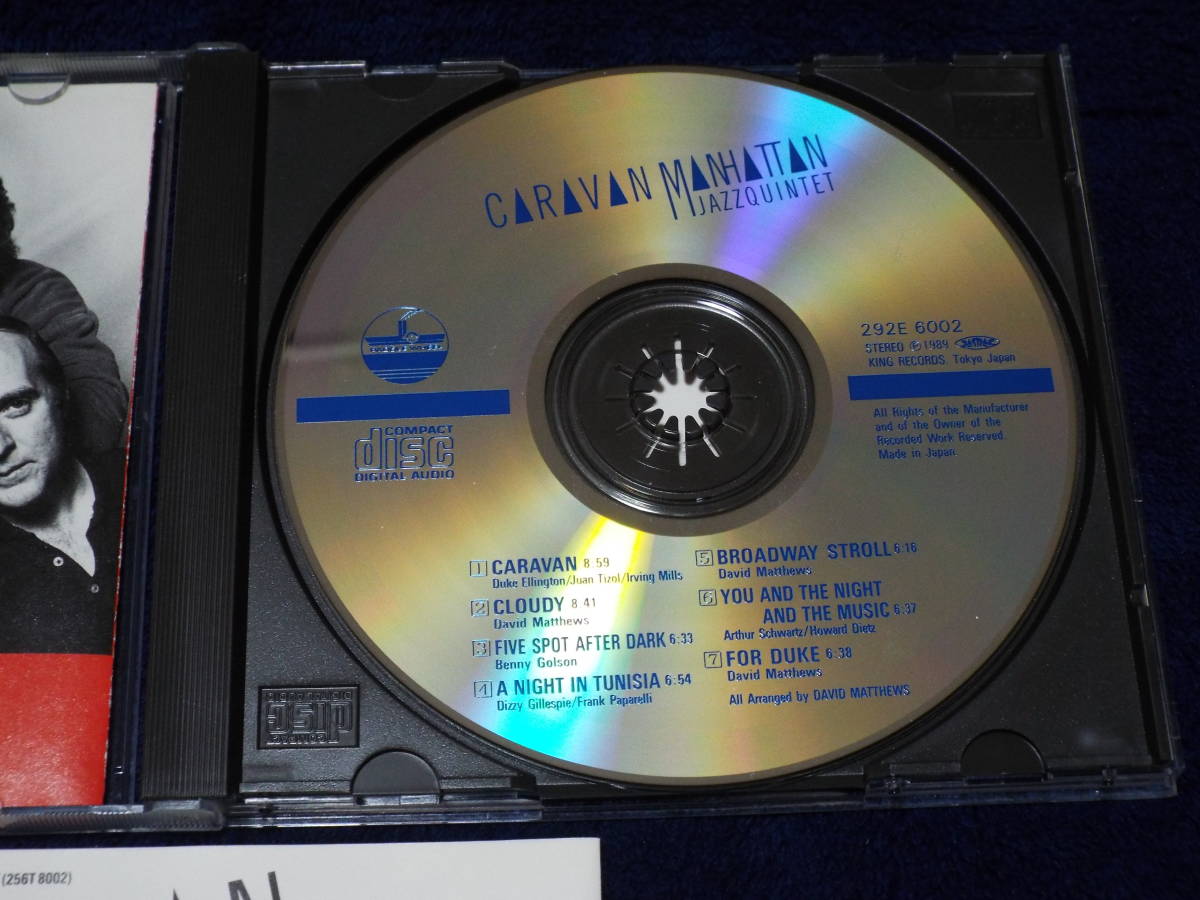 CARAVAN MANHATTAN
JAZZQUINTET
292E 6002
STEREO Ⓟ1989
KING RECORDS. Tokyo Japan
All Rights of the Manufacturer
and of the Owner of the
Recorded Work Reserved.
Made in Japan
COMPACT
disc
DIGITAL AUDIO
1 CARAVAN 8:59
Duke Ellington/Juan Tizol/Irving Mills
2 CLOUDY 8:41
David Matthews
3 FIVE SPOT AFTER DARK 6:33
Benny Golson
4 A NIGHT IN TUNISIA 6:54
Dizzy Gillespie/Frank Paparelli
5 BROADWAY STROLL 6:16
David Matthews
6 YOU AND THE NIGHT
AND THE MUSIC 6:37
Arthur Schwartz/Howard Dietz
7 FOR DUKE 6:38
David Matthews
All Arranged by DAVID MATTHEWS
(256T 8002)